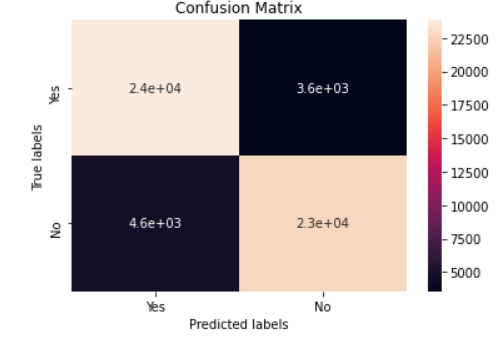 Confusion Matrix
Yes
2.4e+04
3.6e+03
No
4.6e+03
2.3e+04
True labels
Yes
No
Predicted labels
22500
20000
17500
15000
12500
10000
7500
5000